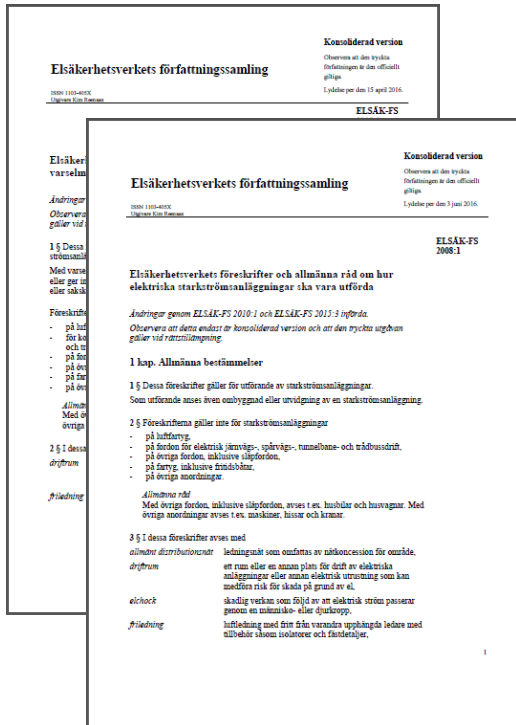 Konsoliderad version
Observera att den tryckta
författningen är den officiellt
giltiga.
Lydelse per den 15 april 2016.
Elsäkerhetsverkets författningssamling
ISSN 1103-405X
Utgivare Kim Reenaas
ELSÄK-FS
varselm
Ändringar
Observera
gäller vid
1 § Dessa
strömsanlä
Med varse
eller ger in
eller saksk
Föreskrifte
- på luf
- för ko
och tr
- på for
- på övr
- på far
- på övr
Allmän
Med öv
övriga
2 § I dessa
driftrum
friledning
Konsoliderad version
Observera att den tryckta
författningen är den officiellt
giltiga.
Lydelse per den 3 juni 2016.
Elsäkerhetsverkets författningssamling
ISSN 1103-405X
Utgivare Kim Reenaas
ELSÄK-FS
2008:1
Elsäkerhetsverkets föreskrifter och allmänna råd om hur
elektriska starkströmsanläggningar ska vara utförda
Ändringar genom ELSÄK-FS 2010:1 och ELSÄK-FS 2015:3 införda.
Observera att detta endast är konsoliderad version och att den tryckta utgåvan
gäller vid rättstillämpning.
1 kap. Allmänna bestämmelser
1 § Dessa föreskrifter gäller för utförande av starkströmsanläggningar.
Som utförande anses även ombyggnad eller utvidgning av en starkströmsanläggning.
2 § Föreskrifterna gäller inte för starkströmsanläggningar
- på luftfartyg,
- på fordon för elektrisk järnvägs-, spårvägs-, tunnelbane- och trådbussdrift,
- på övriga fordon, inklusive släpfordon,
- på fartyg, inklusive fritidsbåtar,
- på övriga anordningar.
Allmänna råd
Med övriga fordon, inklusive släpfordon, avses t.ex. husbilar och husvagnar. Med
övriga anordningar avses t.ex. maskiner, hissar och kranar.
3 § I dessa föreskrifter avses med
allmänt distributionsnät ledningsnät som omfattas av nätkoncession för område,
driftrum ett rum eller en annan plats för drift av elektriska
anläggningar eller annan elektrisk utrustning som kan
medföra risk för skada på grund av el,
elchock skadlig verkan som följd av att elektrisk ström passerar
genom en människo- eller djurkropp,
friledning luftledning med fritt från varandra upphängda ledare med
tillbehör såsom isolatorer och fästdetaljer,
1